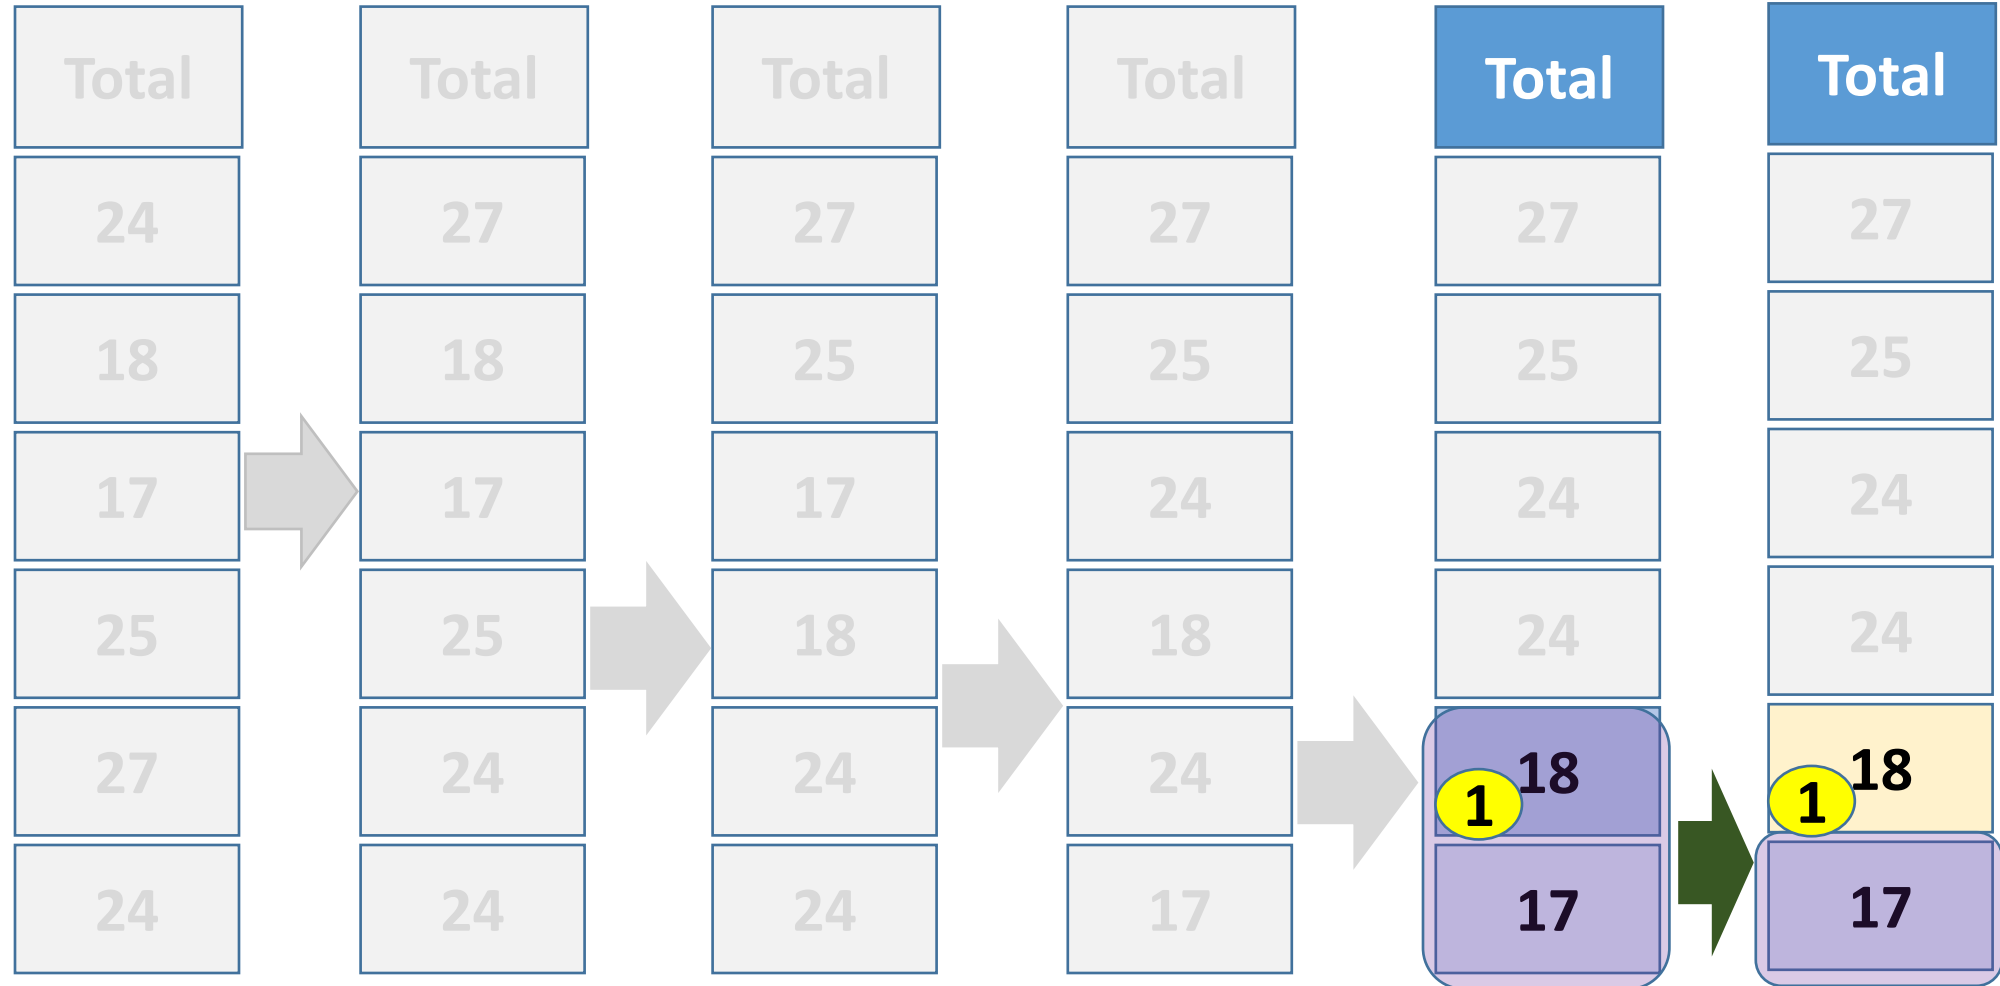 Total Total Total Total Total Total
24 27 27 27 27 27
18 18 25 25 25 25
17 17 17 24 24 24
25 25 18 18 24 24
27 24 24 24 1 18 1 18
24 24 24 17 17 17